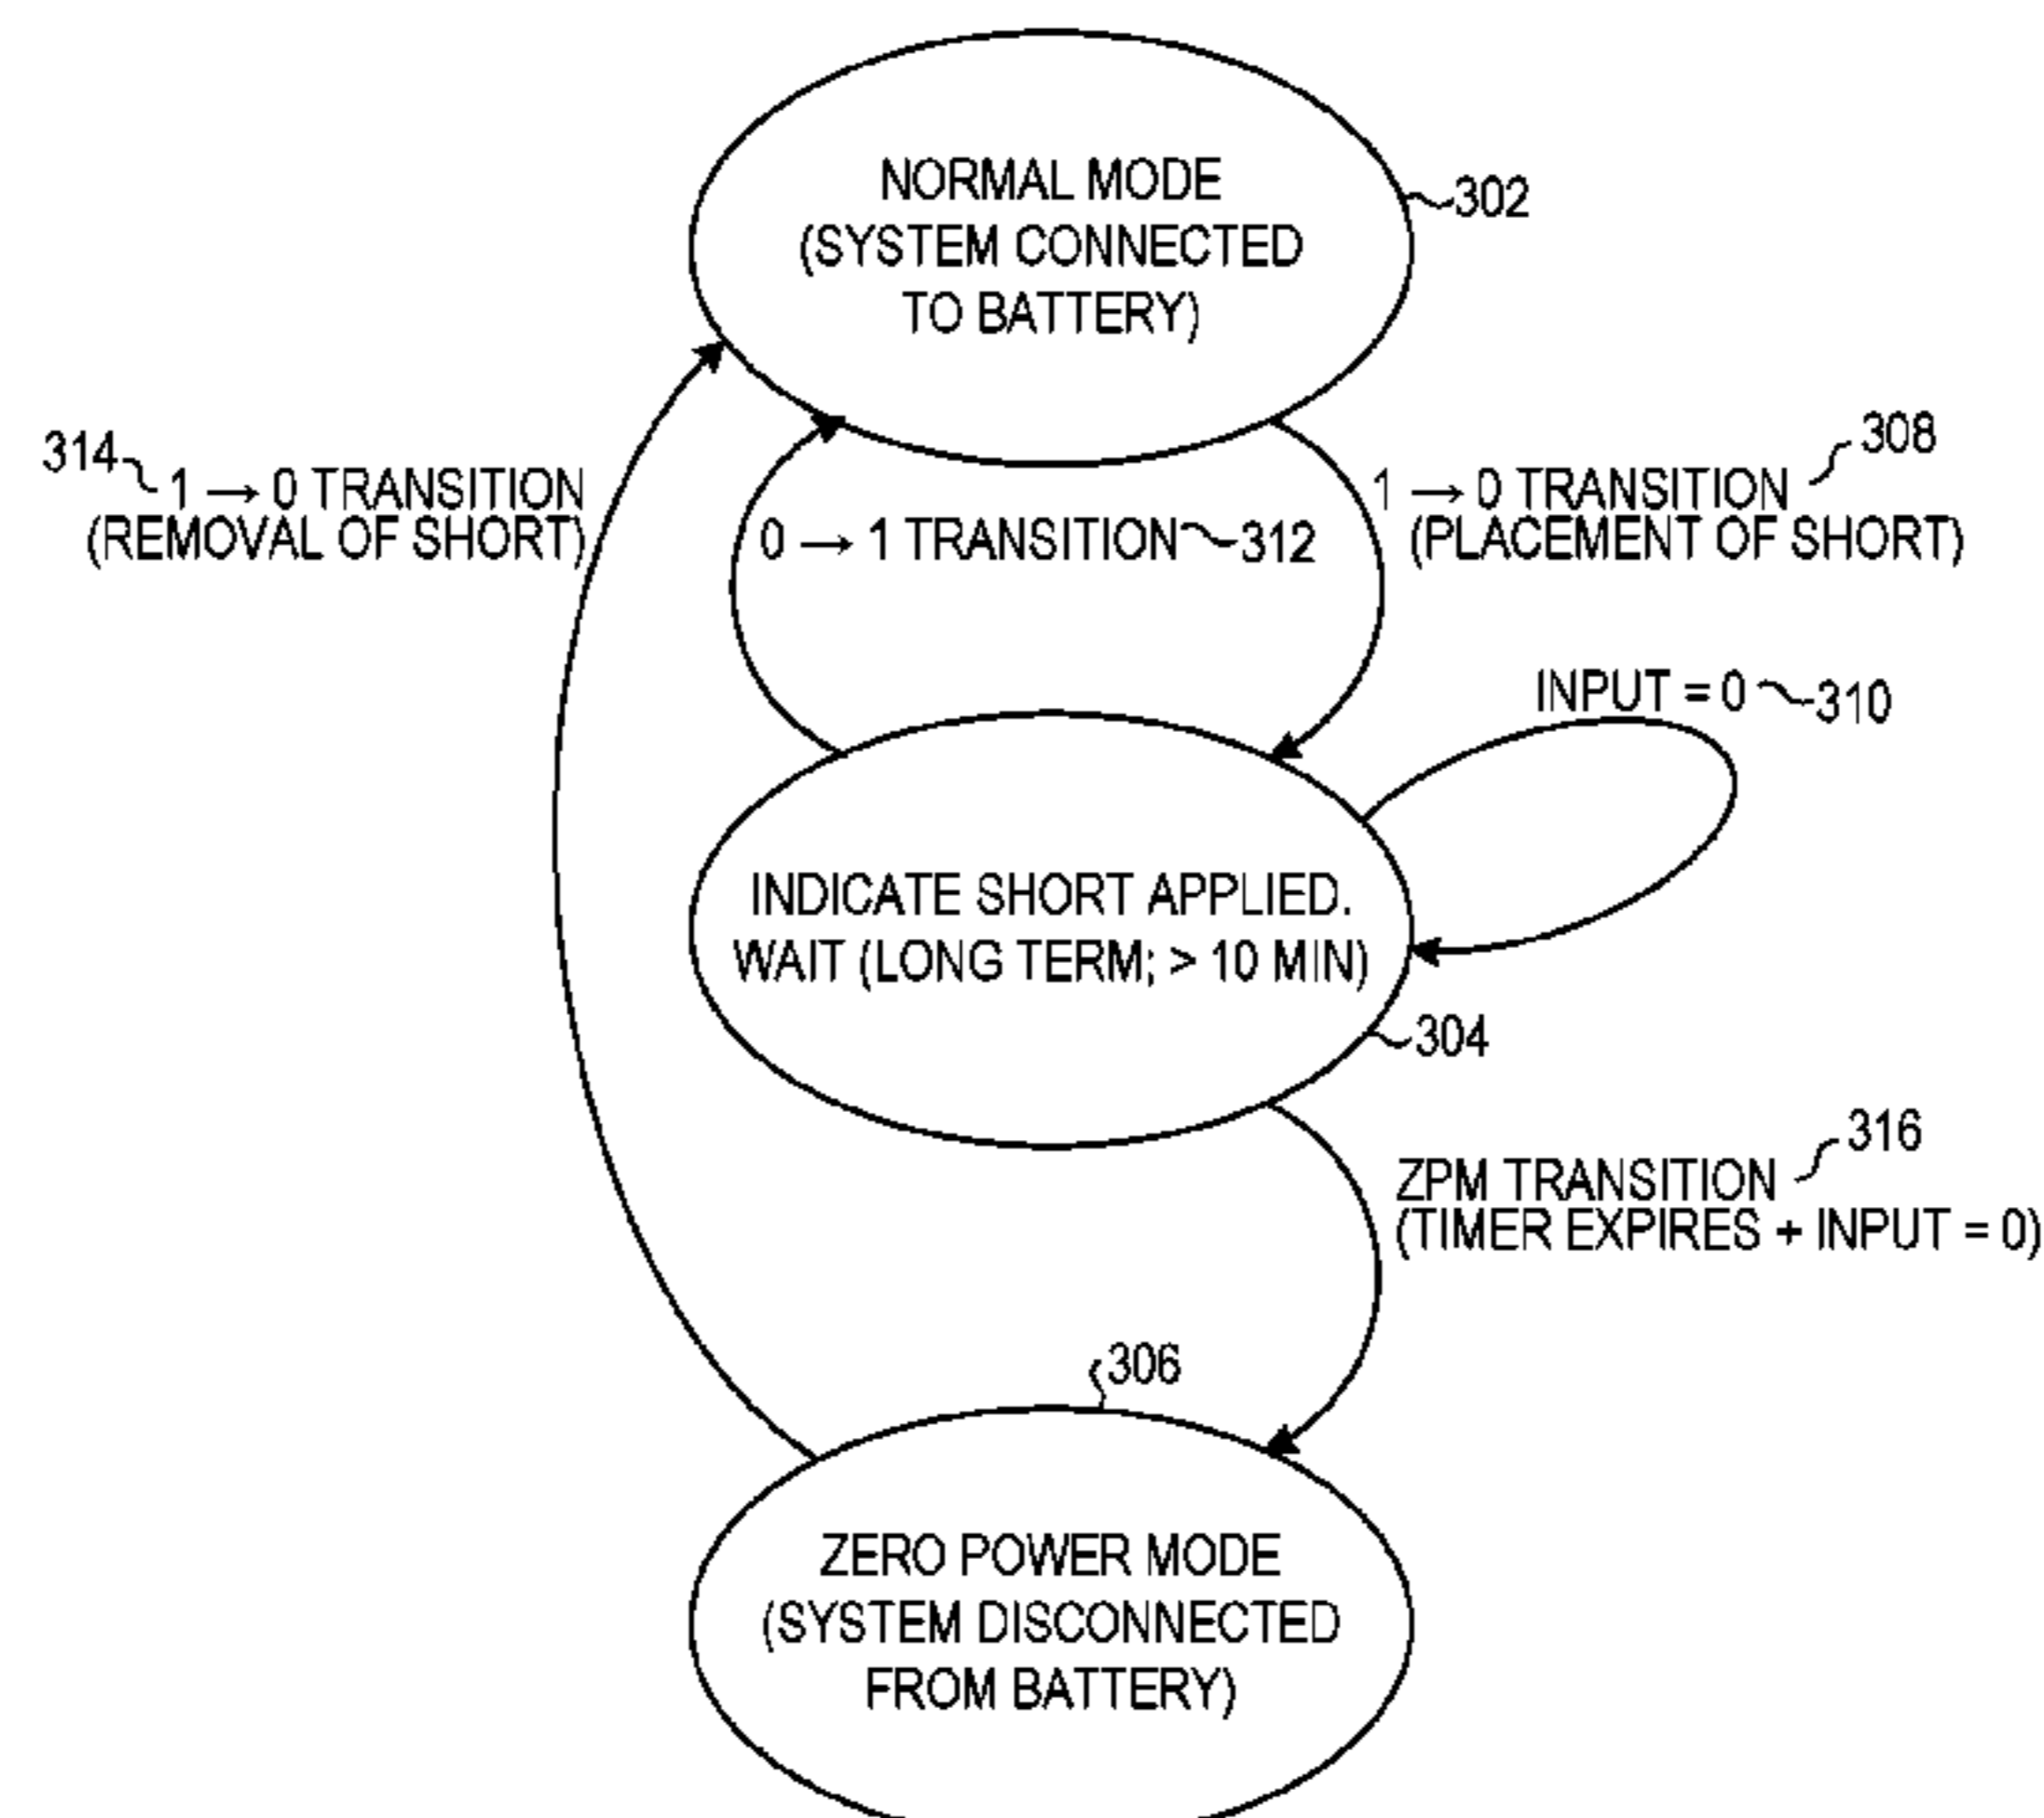 NORMAL MODE
(SYSTEM CONNECTED
TO BATTERY)
302
314
1 → 0 TRANSITION
(REMOVAL OF SHORT)
0 → 1 TRANSITION
312
308
1 → 0 TRANSITION
(PLACEMENT OF SHORT)
INPUT = 0
310
INDICATE SHORT APPLIED.
WAIT (LONG TERM; > 10 MIN)
304
316
ZPM TRANSITION
(TIMER EXPIRES + INPUT = 0)
306
ZERO POWER MODE
(SYSTEM DISCONNECTED
FROM BATTERY)